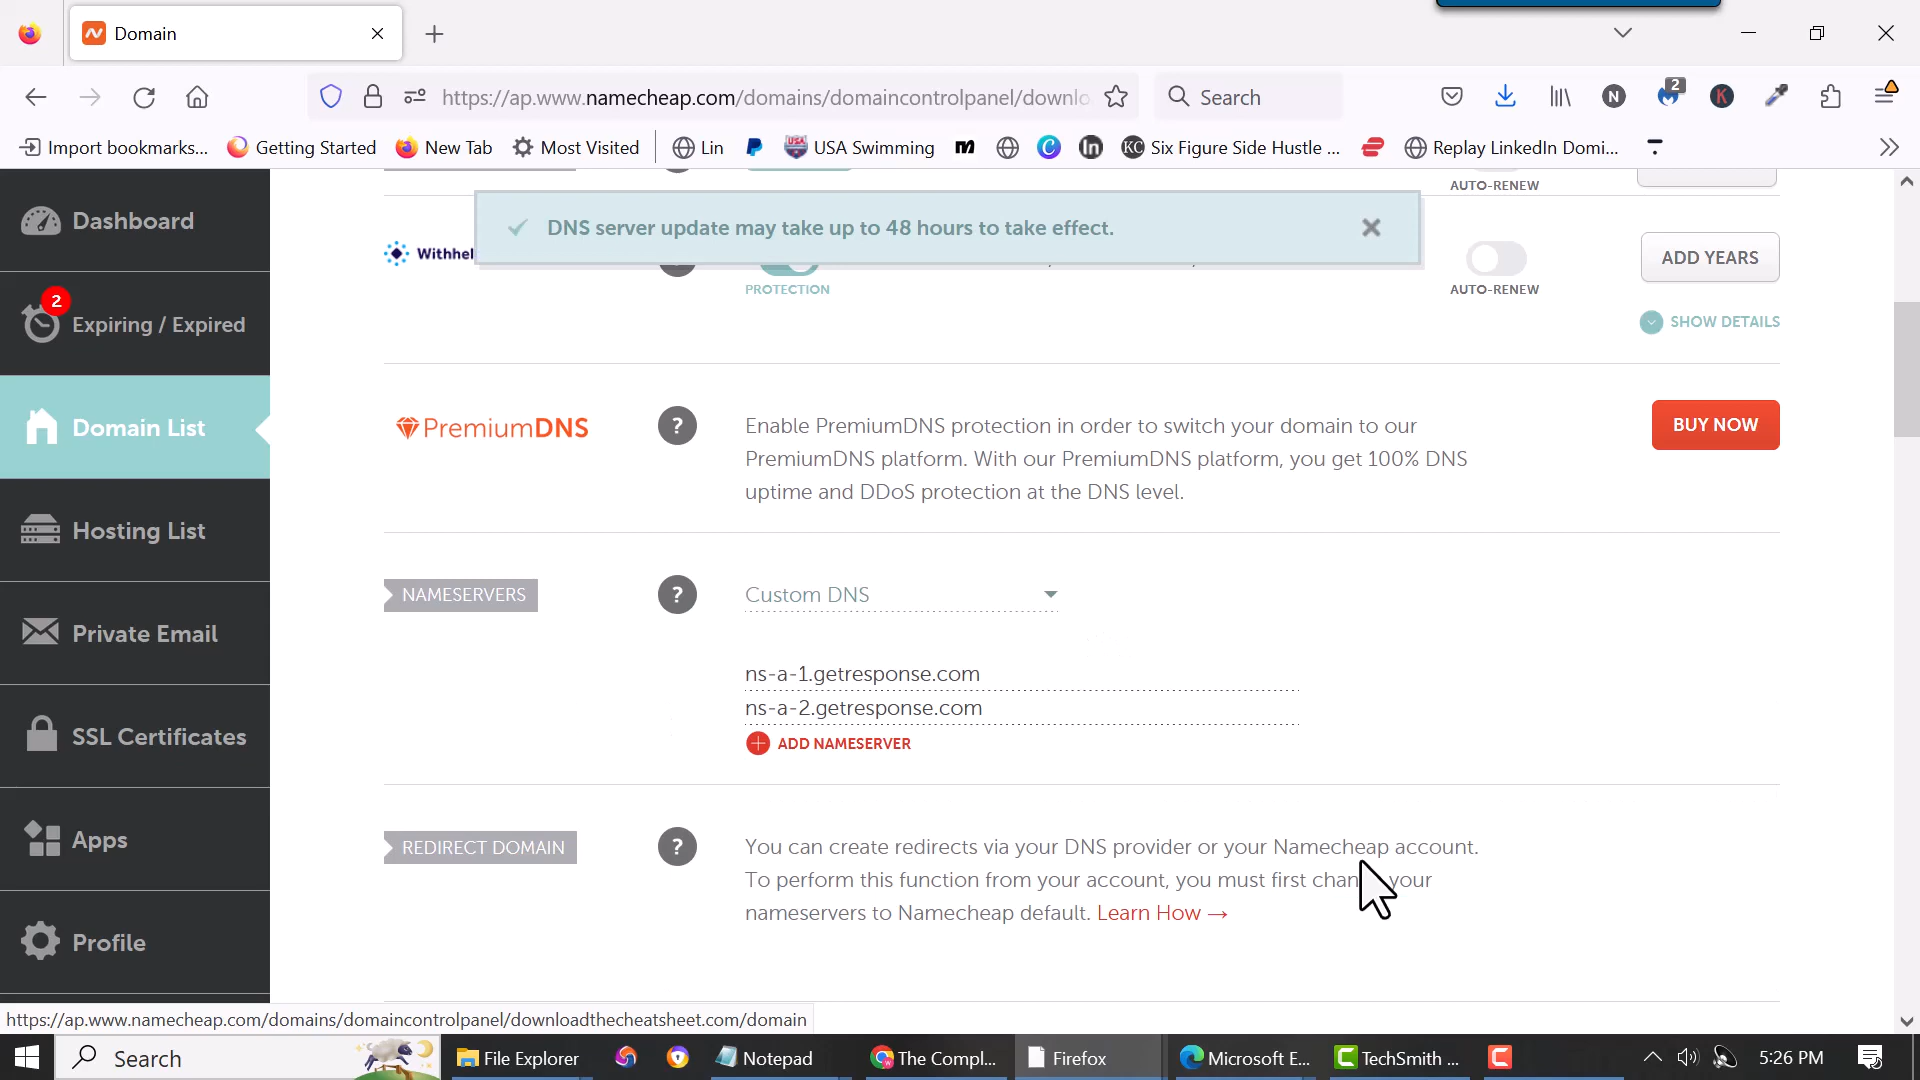 Domain
https://ap.www.namecheap.com/domains/domaincontrolpanel/downlo
Search
N
2
K
Import bookmarks...
Getting Started
New Tab
Most Visited
Lin
USA Swimming
KC
Six Figure Side Hustle ...
Replay LinkedIn Domi...
Dashboard
2
Expiring / Expired
Domain List
Hosting List
Private Email
SSL Certificates
Apps
Profile
AUTO-RENEW
DNS server update may take up to 48 hours to take effect.
PROTECTION
AUTO-RENEW
ADD YEARS
SHOW DETAILS
PremiumDNS
?
Enable PremiumDNS protection in order to switch your domain to our
PremiumDNS platform. With our PremiumDNS platform, you get 100% DNS
uptime and DDoS protection at the DNS level.
BUY NOW
NAMESERVERS
?
Custom DNS
ns-a-1.getresponse.com
ns-a-2.getresponse.com
ADD NAMESERVER
REDIRECT DOMAIN
?
You can create redirects via your DNS provider or your Namecheap account.
To perform this function from your account, you must first chan your
nameservers to Namecheap default. Learn How →
https://ap.www.namecheap.com/domains/domaincontrolpanel/downloadthecheatsheet.com/domain
Search
File Explorer
Notepad
The Compl...
Firefox
Microsoft E...
TechSmith ...
5:26 PM